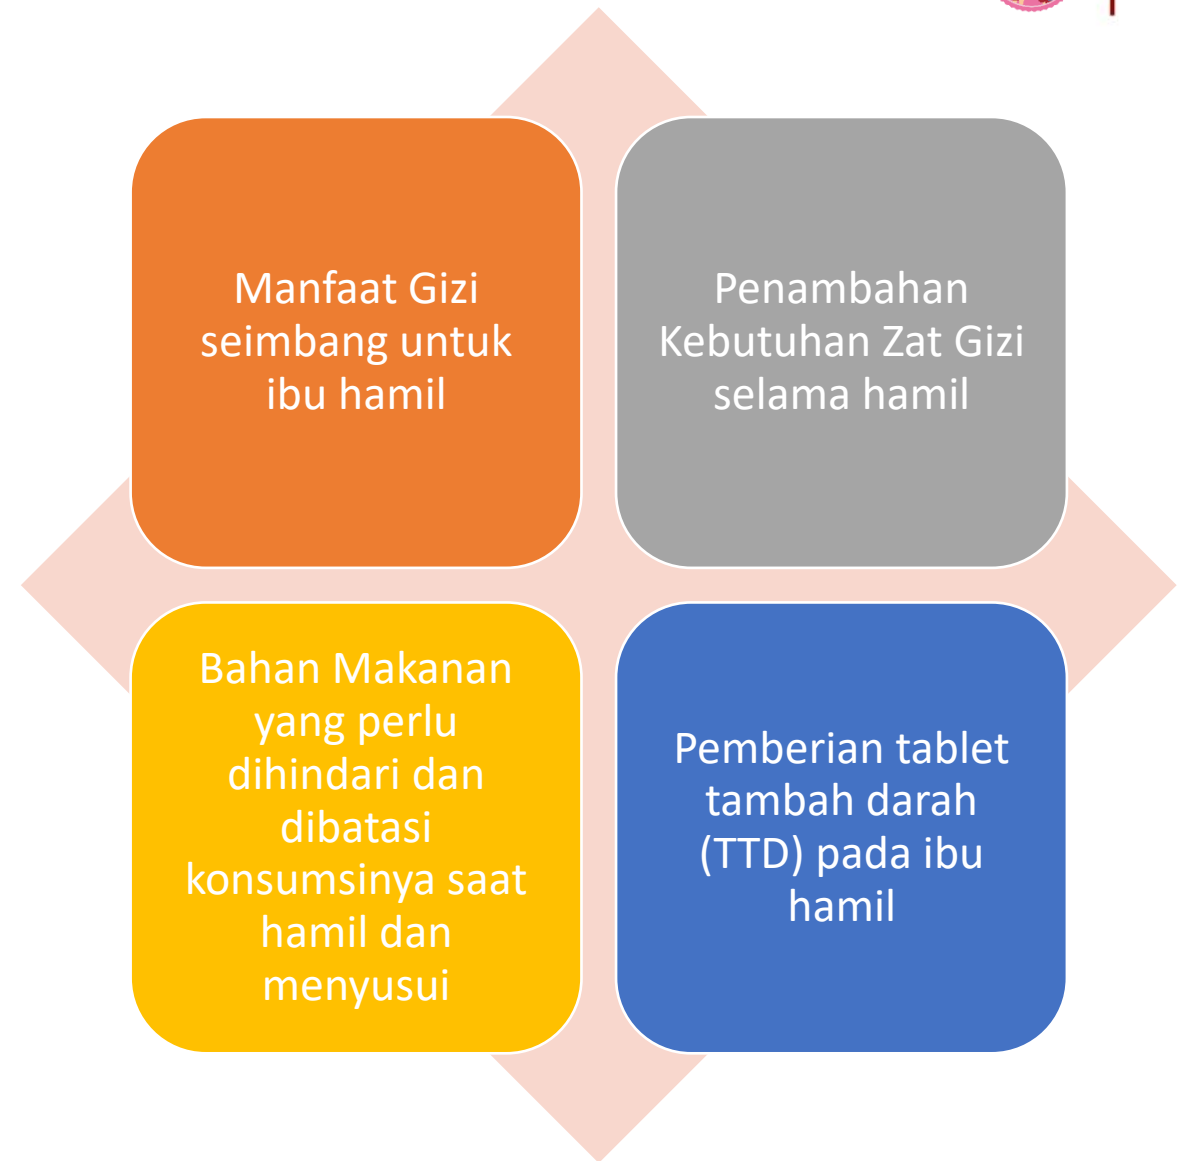 Manfaat Gizi
seimbang untuk
ibu hamil
Penambahan
Kebutuhan Zat Gizi
selama hamil
Bahan Makanan
yang perlu
dihindari dan
dibatasi
konsumsinya saat
hamil dan
menyusui
Pemberian tablet
tambah darah
(TTD) pada ibu
hamil